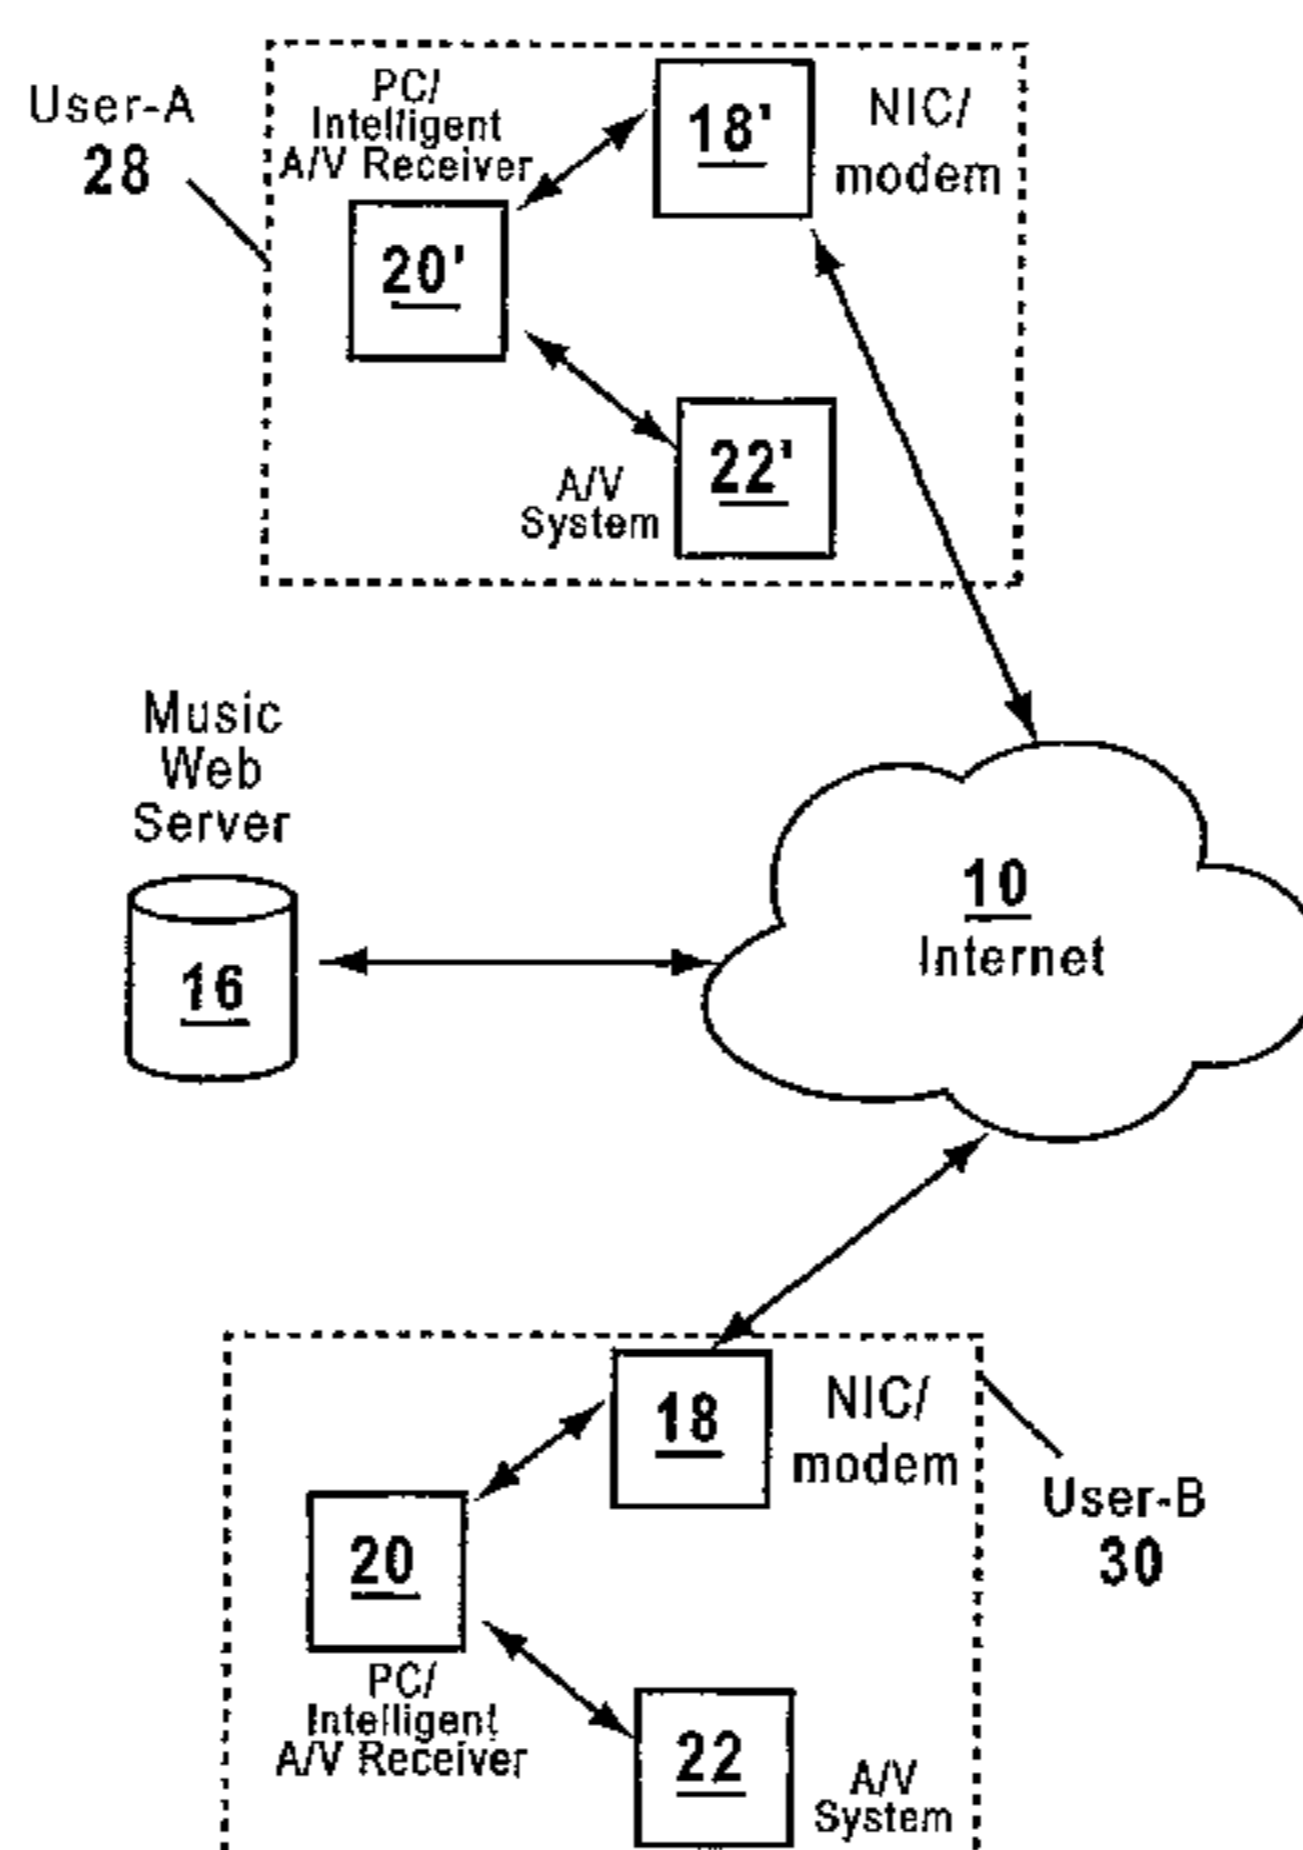 User-A
28
PC/
Intelligent
A/V Receiver
20'
18'
NIC/
modem
22'
A/V
System
Music
Web
Server
16
10
Internet
18
NIC/
modem
User-B
30
20
PC/
Intelligent
A/V Receiver
22
A/V
System